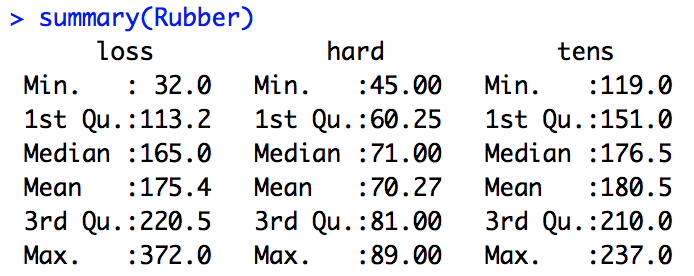 > summary(Rubber)
      loss            hard            tens
 Min.   : 32.0   Min.   :45.00   Min.   :119.0
 1st Qu.:113.2   1st Qu.:60.25   1st Qu.:151.0
 Median :165.0   Median :71.00   Median :176.5
 Mean   :175.4   Mean   :70.27   Mean   :180.5
 3rd Qu.:220.5   3rd Qu.:81.00   3rd Qu.:210.0
 Max.   :372.0   Max.   :89.00   Max.   :237.0